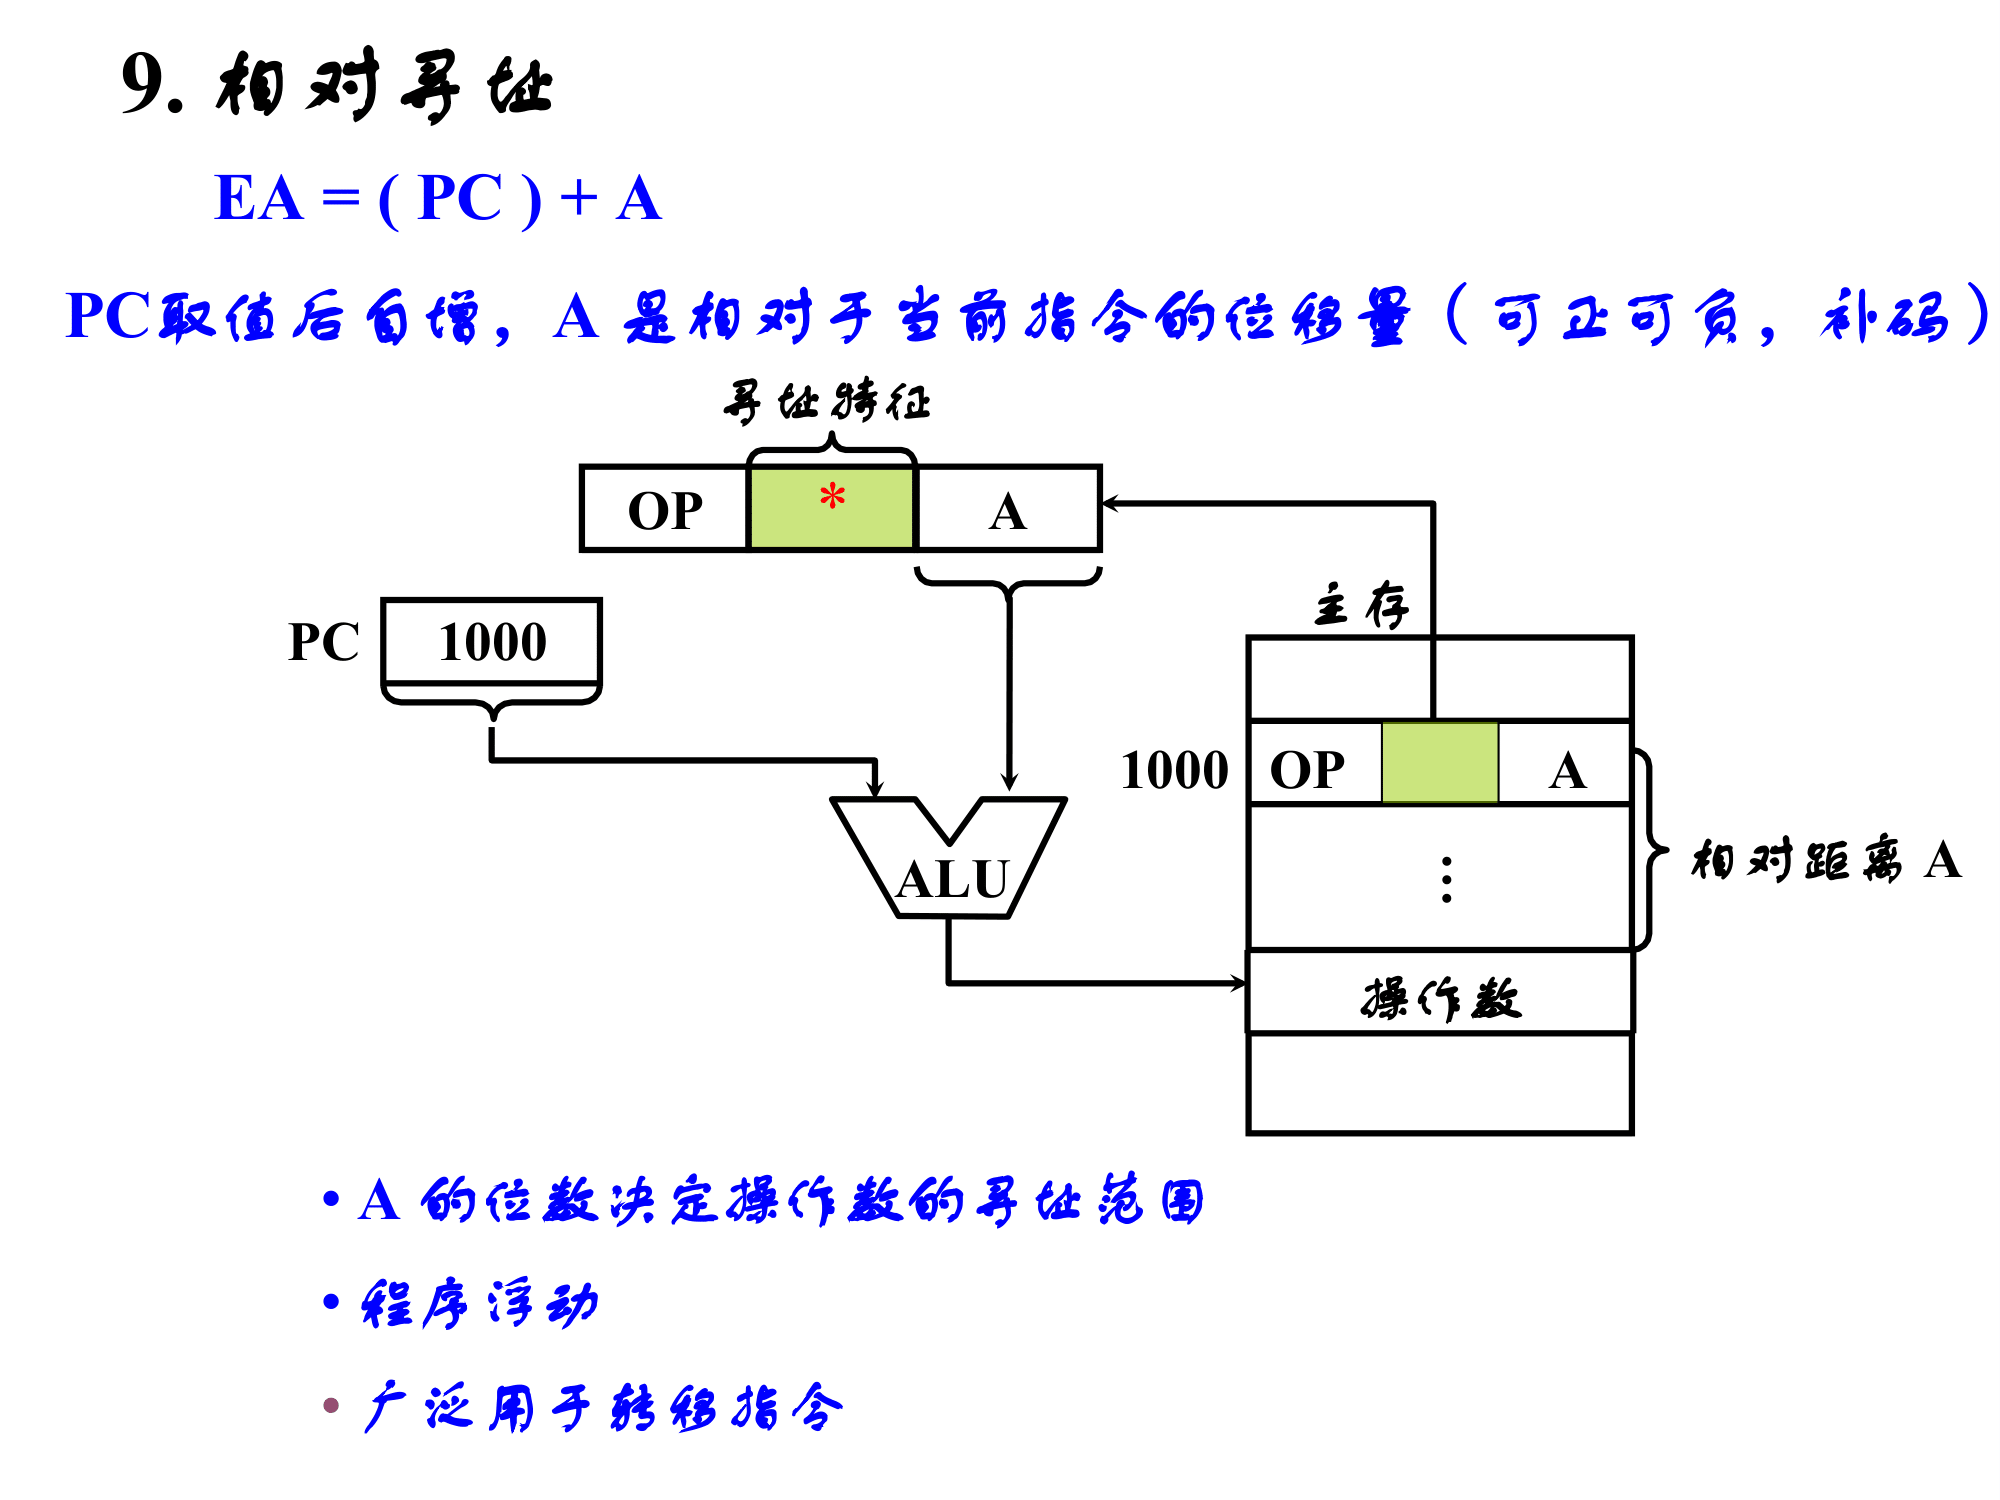 9. 相对寻址
EA = ( PC ) + A
PC取值后自增, A 是相对于当前指令的位移量（可正可负，补码）
寻址特征
OP * A
主存
PC 1000
1000 OP A
⋮
ALU
相对距离 A
操作数
• A 的位数决定操作数的寻址范围
• 程序浮动
• 广泛用于转移指令